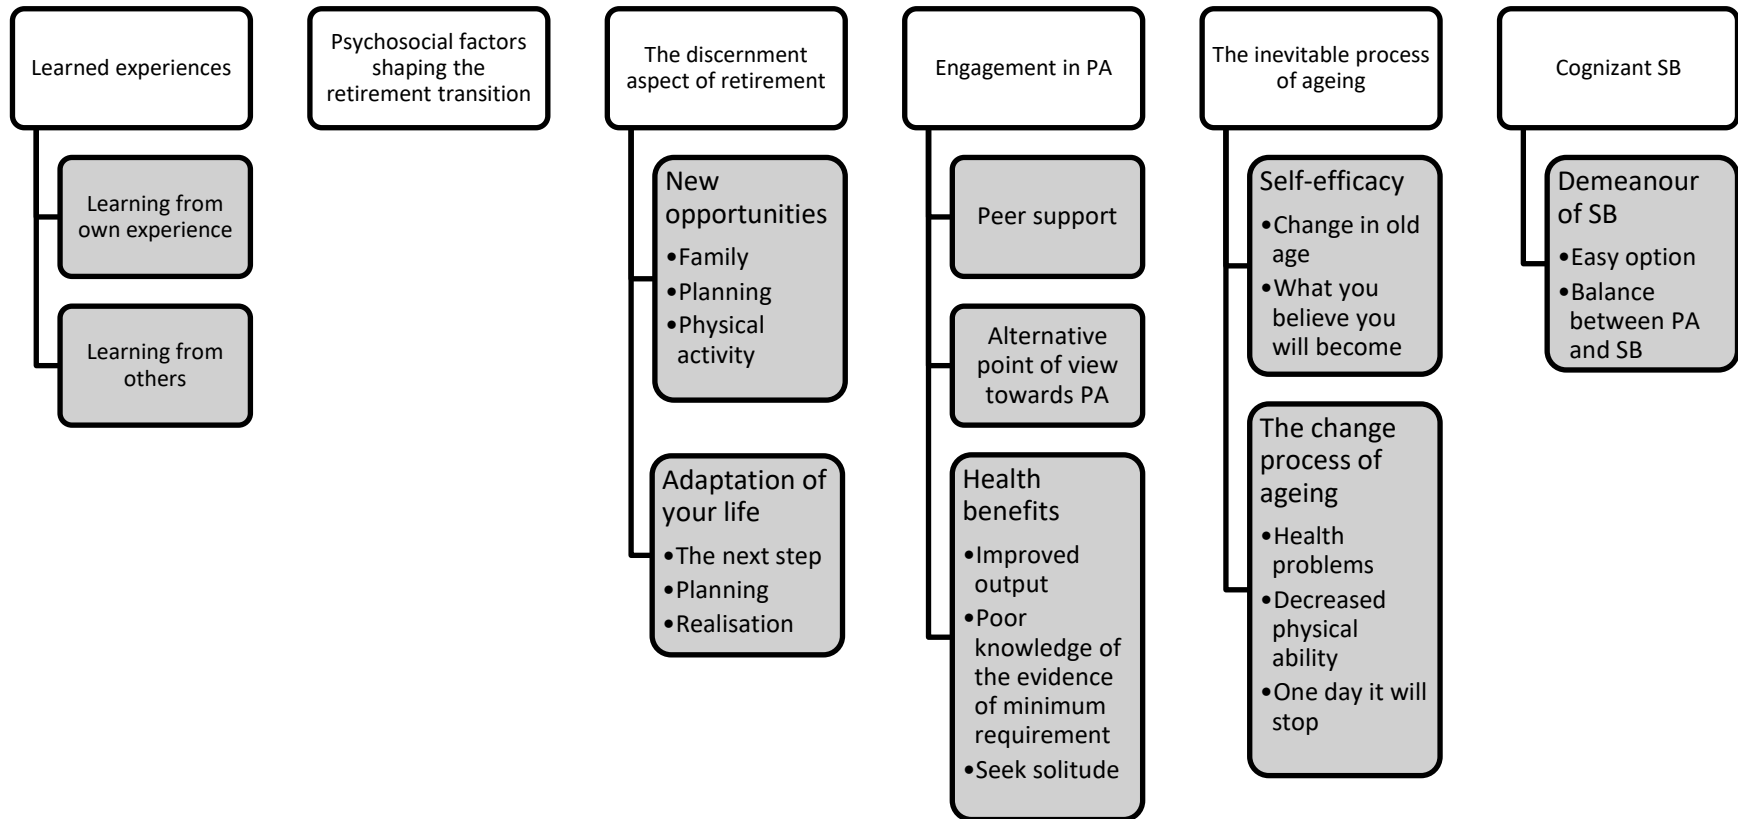 Learned experiences
Learning from
own experience
Learning from
others
Psychosocial factors
shaping the
retirement transition
The discernment
aspect of retirement
New
opportunities
•Family
•Planning
•Physical
activity
Adaptation of
your life
•The next step
•Planning
•Realisation
Engagement in PA
Peer support
Alternative
point of view
towards PA
Health
benefits
•Improved
output
•Poor
knowledge of
the evidence
of minimum
requirement
•Seek solitude
The inevitable process
of ageing
Self-efficacy
•Change in old
age
•What you
believe you
will become
The change
process of
ageing
•Health
problems
•Decreased
physical
ability
•One day it will
stop
Cognizant SB
Demeanour
of SB
•Easy option
•Balance
between PA
and SB